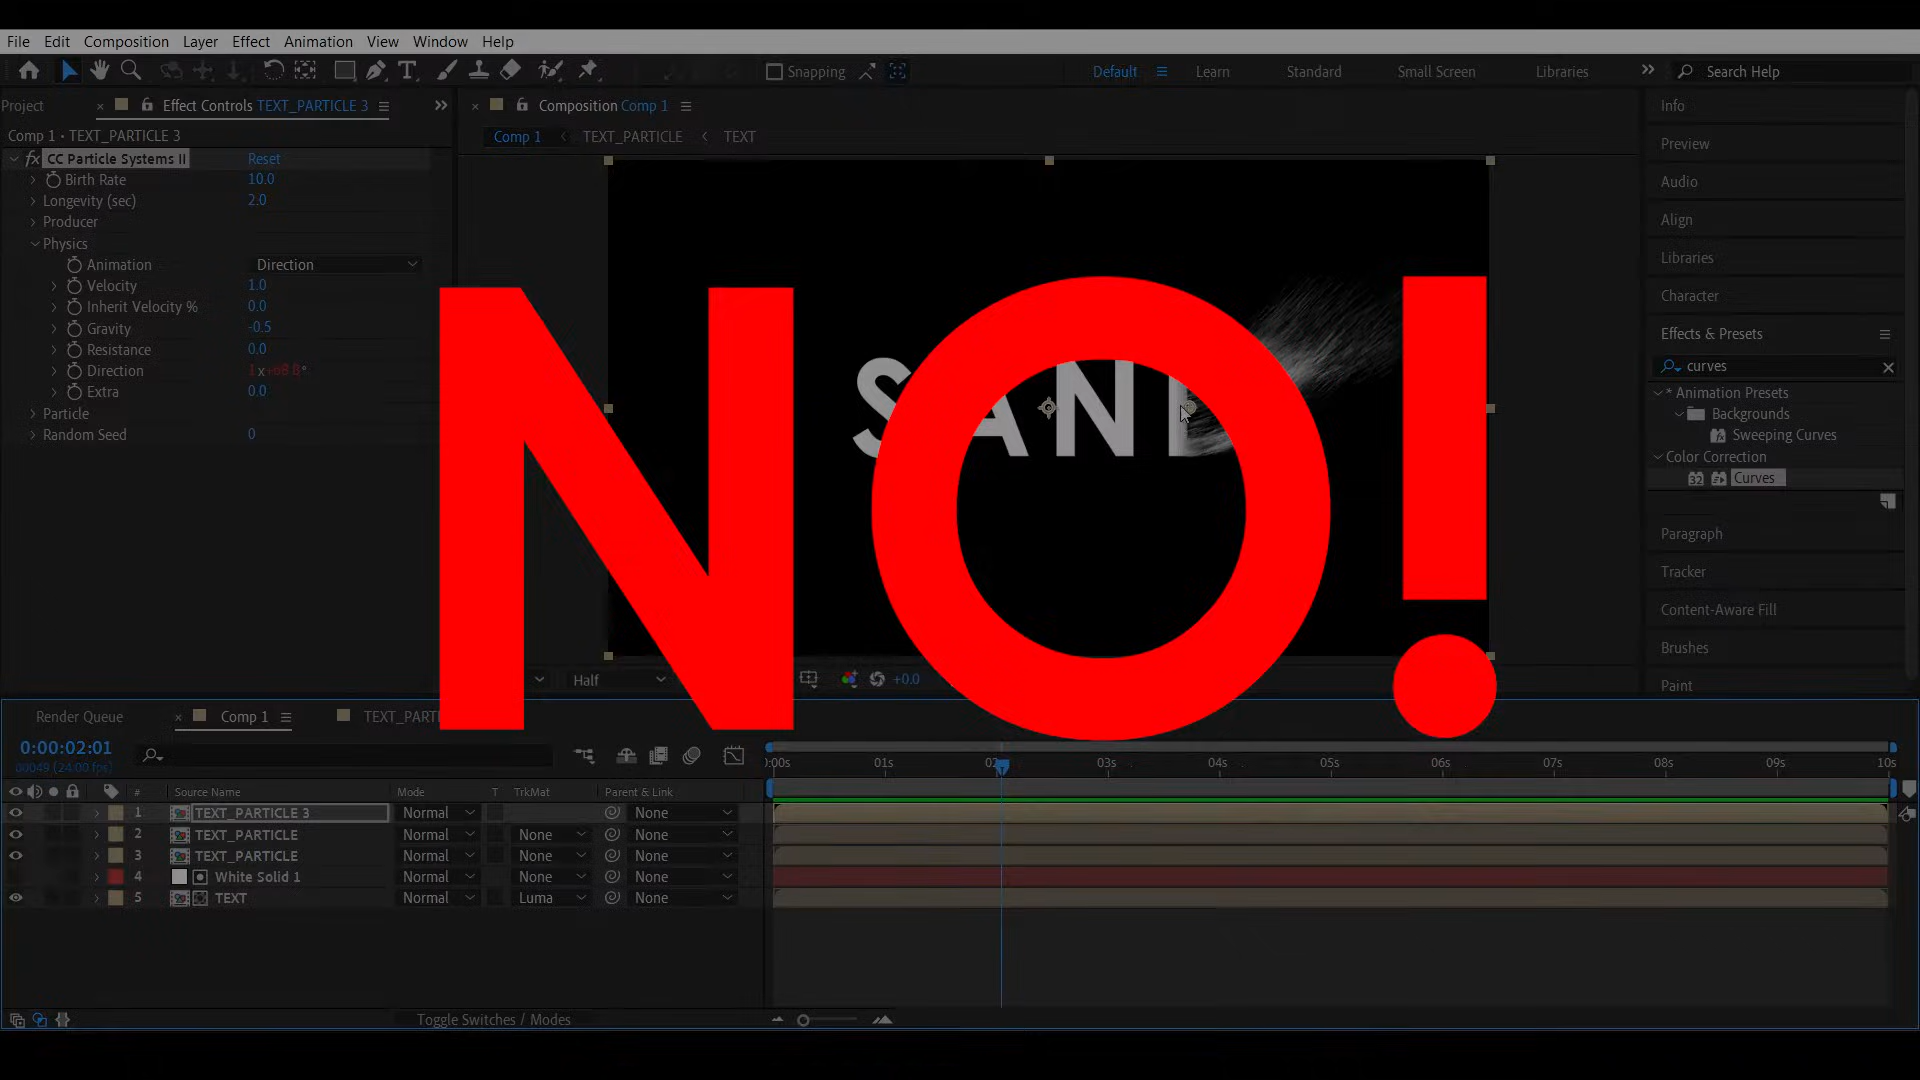 File Edit Composition Layer Effect Animation View Window Help
Snapping Default Learn Standard Small Screen Libraries Search Help
Project Effect Controls TEXT_PARTICLE 3
Composition Comp 1
Comp 1 • TEXT_PARTICLE 3
Comp 1 TEXT_PARTICLE TEXT
fx CC Particle Systems II Reset
Birth Rate 10.0
Longevity (sec) 2.0
Producer
Physics
Animation Direction
Velocity 1.0
Inherit Velocity % 0.0
Gravity -0.5
Resistance 0.0
Direction
Extra 0.0
Particle
Random Seed 0
SAND
NO!
Half +0.0
Info
Preview
Audio
Align
Libraries
Character
Effects & Presets
curves
* Animation Presets
Backgrounds
Sweeping Curves
Color Correction
32 Curves
Paragraph
Tracker
Content-Aware Fill
Brushes
Paint
Render Queue Comp 1 TEXT_PARTI
0:00:02:01
00049 (24.00 fps)
:00s 01s 02 03s 04s 05s 06s 07s 08s 09s 10s
# Source Name Mode T TrkMat Parent & Link
1 TEXT_PARTICLE 3 Normal None
2 TEXT_PARTICLE Normal None None
3 TEXT_PARTICLE Normal None None
4 White Solid 1 Normal None None
5 TEXT Normal Luma None
Toggle Switches / Modes